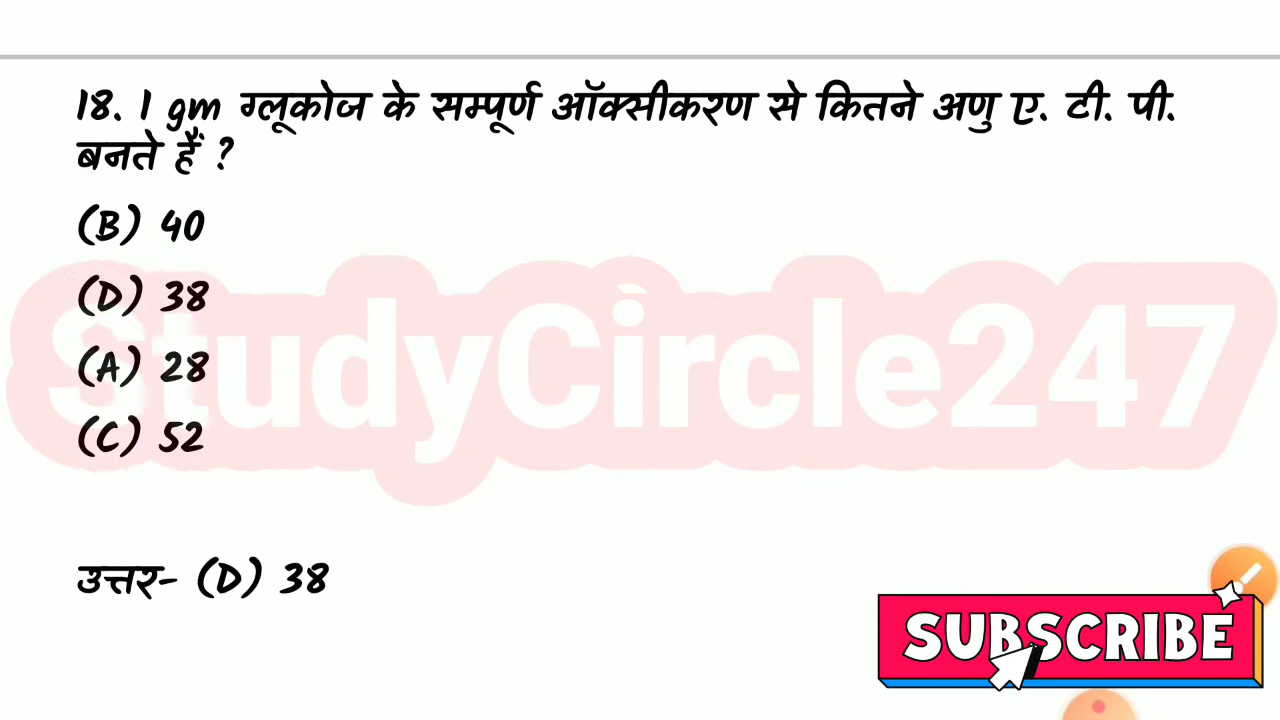 18. 1 gm ग्लूकोज के सम्पूर्ण ऑक्सीकरण से कितने अणु ए. टी. पी.
बनते हैं ?
(B) 40
(D) 38
(A) 28
(C) 52
StudyCircle247
उत्तर- (D) 38
SUBSCRIBE